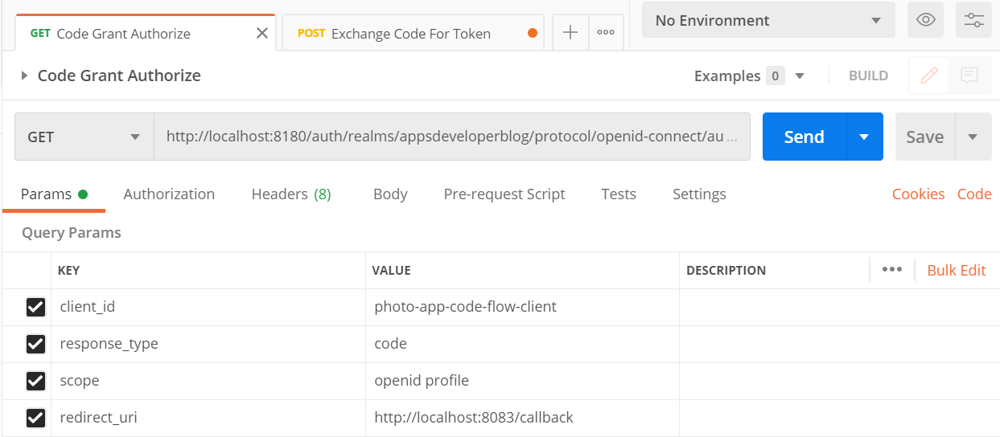 GET Code Grant Authorize POST Exchange Code For Token No Environment
Code Grant Authorize Examples 0 BUILD
GET http://localhost:8180/auth/realms/appsdeveloperblog/protocol/openid-connect/au ... Send Save
Params Authorization Headers (8) Body Pre-request Script Tests Settings Cookies Code
Query Params
KEY VALUE DESCRIPTION Bulk Edit
client_id photo-app-code-flow-client
response_type code
scope openid profile
redirect_uri http://localhost:8083/callback